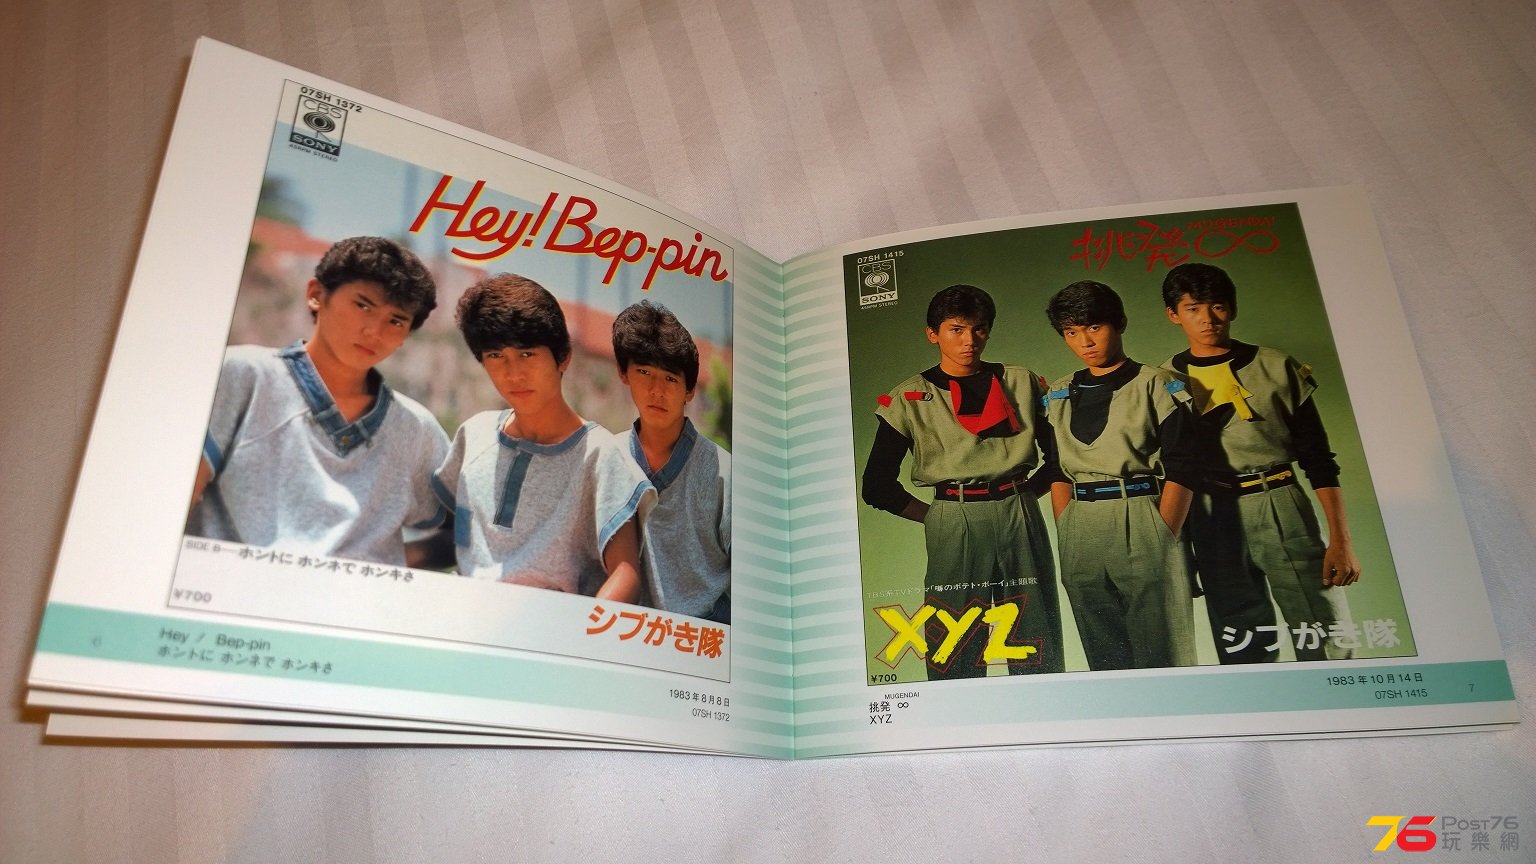 07SH 1372
CBS
SONY
45RPM STEREO
Hey! Bep-pin
SIDE B—ホントに ホンネで ホンキさ
¥700
シブがき隊
6
Hey! Bep-pin
ホントに ホンネで ホンキさ
1983年8月8日
07SH 1372
07SH 1415
CBS
SONY
45RPM STEREO
挑発∞
MUGENDAI
TBS系TVドラマ「噂のポテト・ボーイ」主題歌
XYZ
¥700
シブがき隊
MUGENDAI
挑発 ∞
XYZ
1983年10月14日
07SH 1415
7
76 POST76
玩樂網